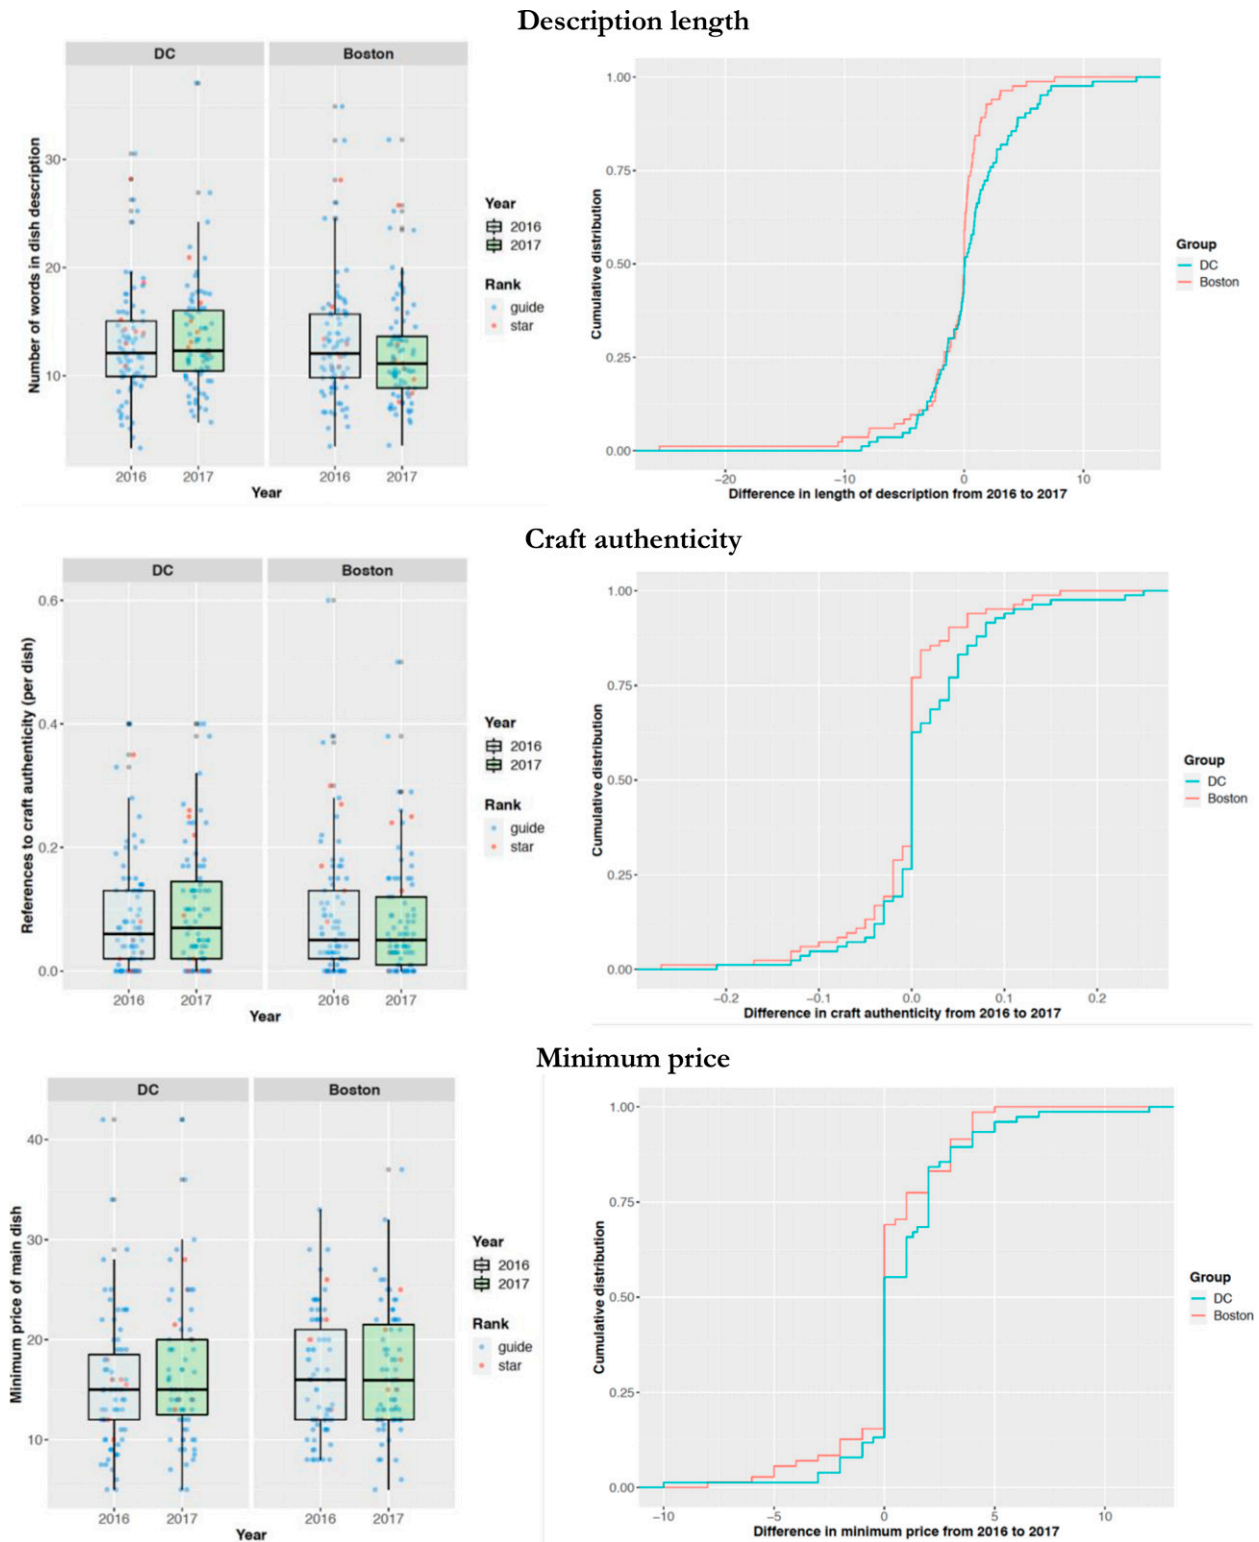 Description length
DC Boston
Number of words in dish description
30
20
10
2016 2017 2016 2017
Year
Year
2016
2017
Rank
guide
star
Cumulative distribution
1.00
0.75
0.50
0.25
0.00
−20 −10 0 10
Difference in length of description from 2016 to 2017
Group
DC
Boston
Craft authenticity
DC Boston
References to craft authenticity (per dish)
0.6
0.4
0.2
0.0
2016 2017 2016 2017
Year
Year
2016
2017
Rank
guide
star
Cumulative distribution
1.00
0.75
0.50
0.25
0.00
−0.2 −0.1 0.0 0.1 0.2
Difference in craft authenticity from 2016 to 2017
Group
DC
Boston
Minimum price
DC Boston
Minimum price of main dish
40
30
20
10
2016 2017 2016 2017
Year
Year
2016
2017
Rank
guide
star
Cumulative distribution
1.00
0.75
0.50
0.25
0.00
−10 −5 0 5 10
Difference in minimum price from 2016 to 2017
Group
DC
Boston